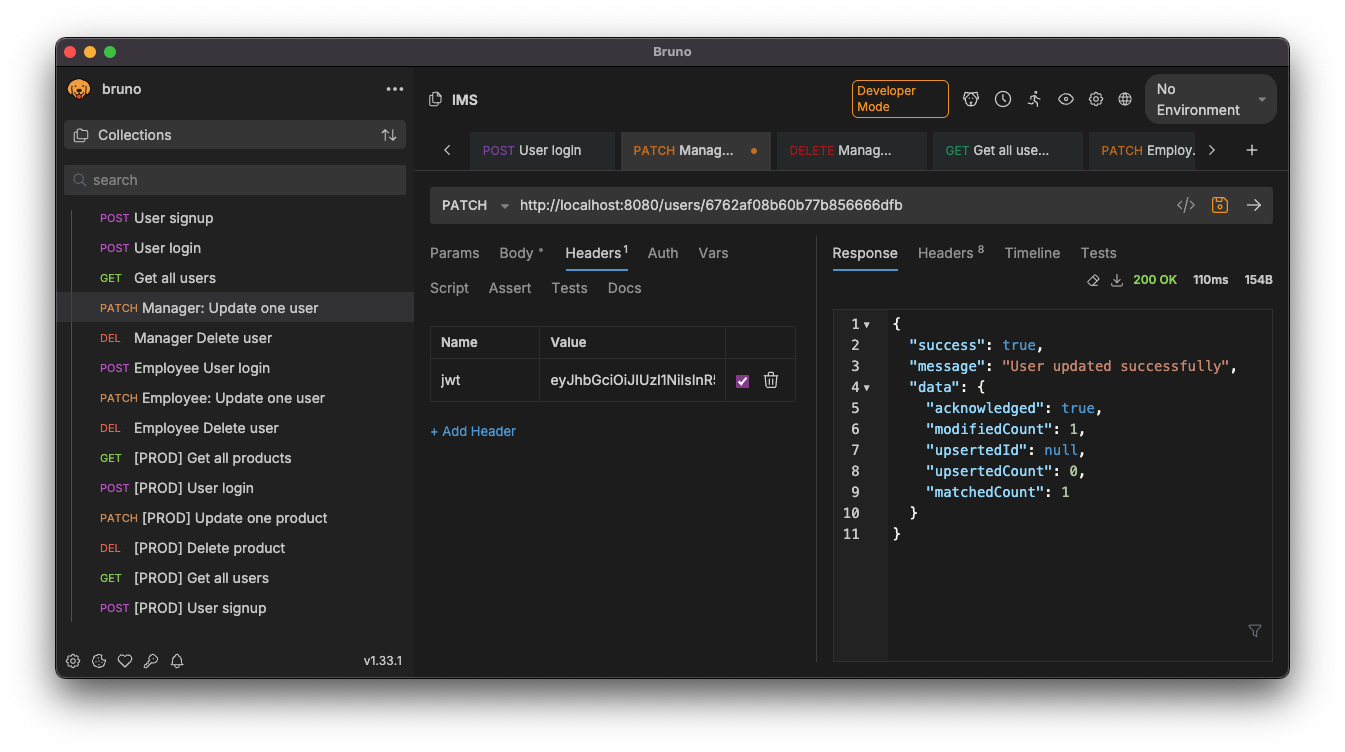 Bruno
bruno
Collections
search
POST User signup
POST User login
GET Get all users
PATCH Manager: Update one user
DEL Manager Delete user
POST Employee User login
PATCH Employee: Update one user
DEL Employee Delete user
GET [PROD] Get all products
POST [PROD] User login
PATCH [PROD] Update one product
DEL [PROD] Delete product
GET [PROD] Get all users
POST [PROD] User signup
v1.33.1
IMS
Developer
Mode
No
Environment
POST User login
PATCH Manag...
DELETE Manag...
GET Get all use...
PATCH Employ.
PATCH http://localhost:8080/users/6762af08b60b77b856666dfb
</>
Params Body Headers 1 Auth Vars
Script Assert Tests Docs
Name Value
jwt eyJhbGciOiJIUzI1NiIsInR5
+ Add Header
Response Headers 8 Timeline Tests
200 OK 110ms 154B
1 {
2 "success": true,
3 "message": "User updated successfully",
4 "data": {
5 "acknowledged": true,
6 "modifiedCount": 1,
7 "upsertedId": null,
8 "upsertedCount": 0,
9 "matchedCount": 1
10 }
11 }